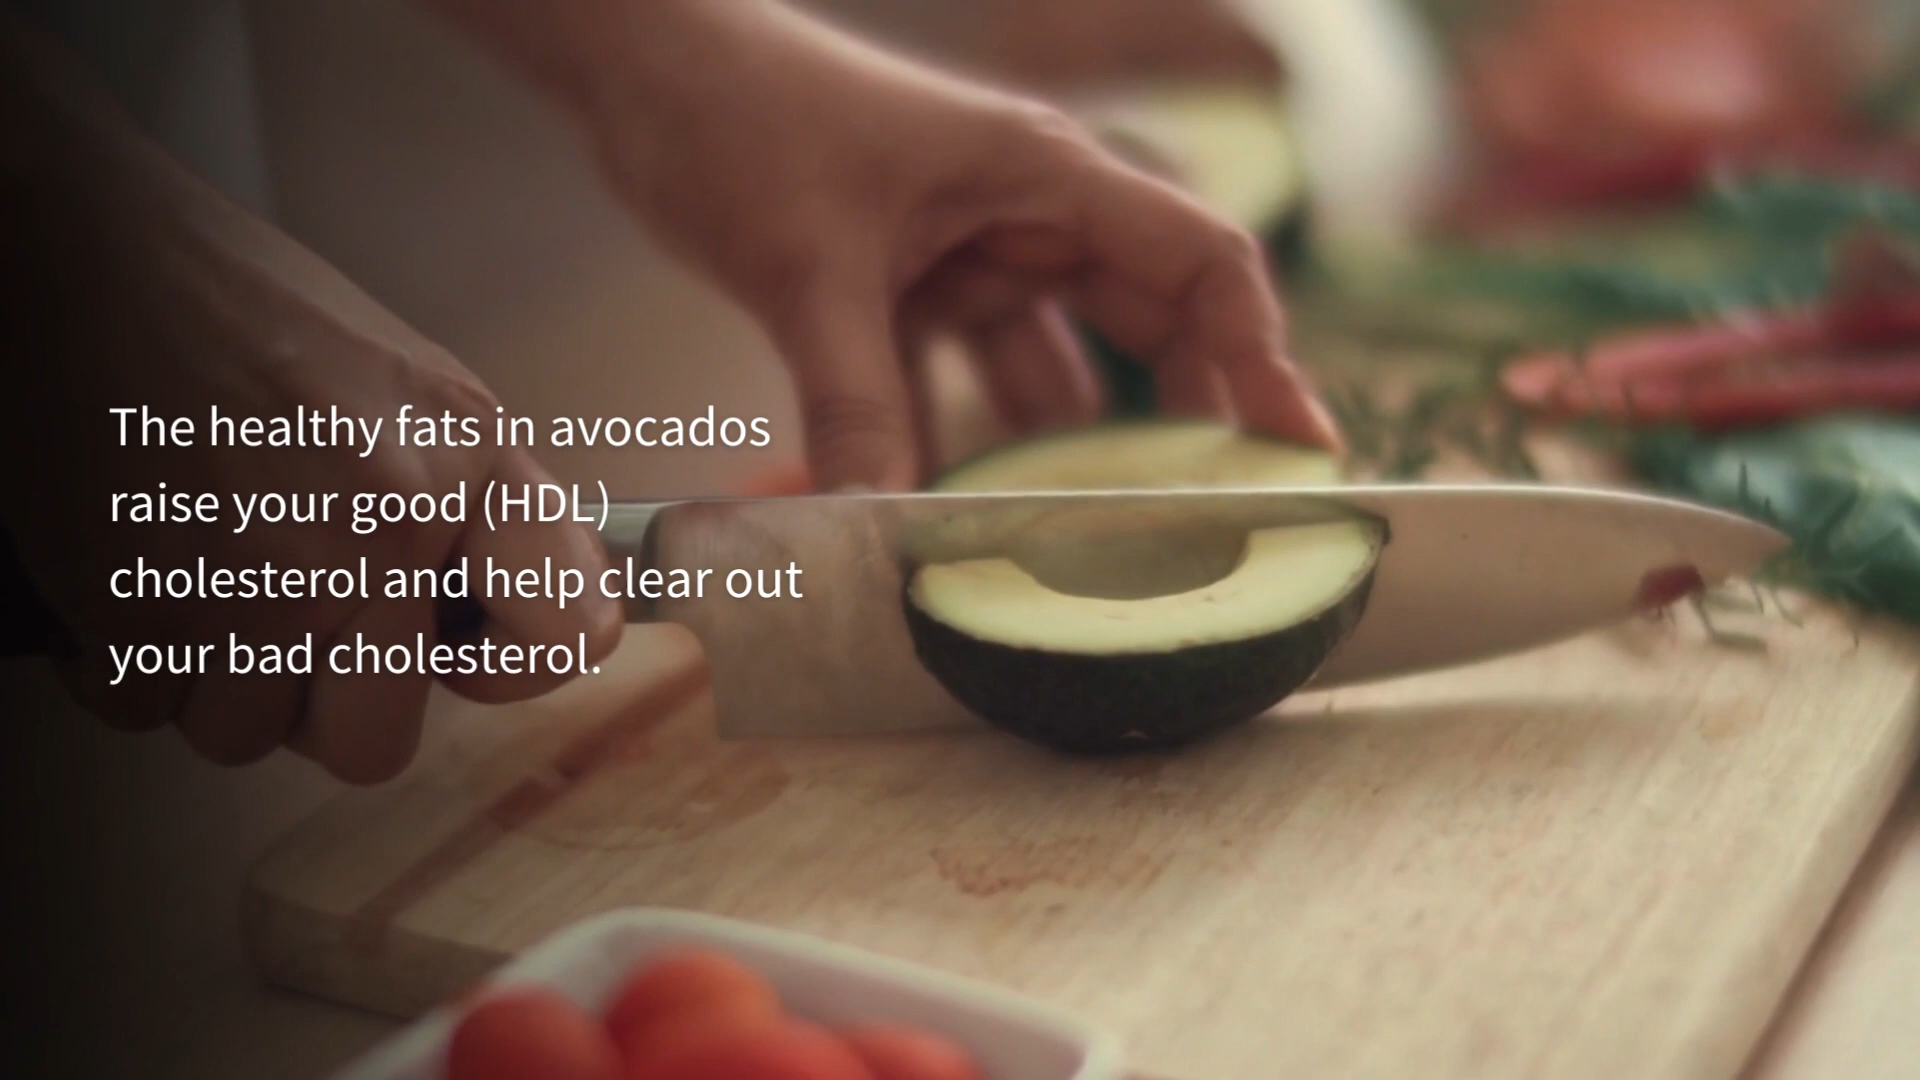 The healthy fats in avocados
raise your good (HDL)
cholesterol and help clear out
your bad cholesterol.